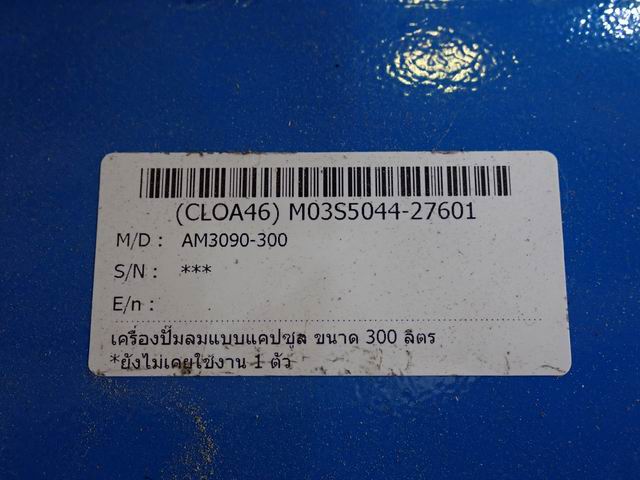 (CLOA46) M03S5044-27601
M/D : AM3090-300
S/N : ***
E/n :
เครื่องปั๊มลมแบบแคปซูล ขนาด 300 ลิตร
*ยังไม่เคยใช้งาน 1 ตัว